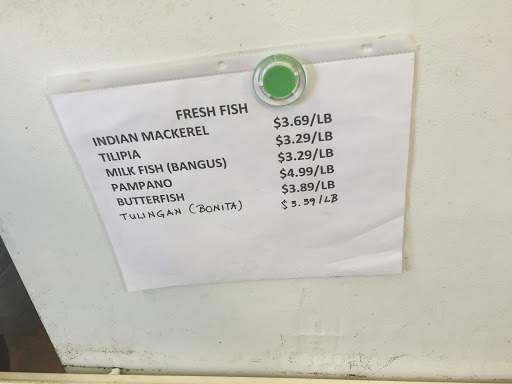 FRESH FISH
INDIAN MACKEREL $3.69/LB
TILIPIA $3.29/LB
MILK FISH (BANGUS) $3.29/LB
PAMPANO $4.99/LB
BUTTERFISH $3.89/LB
TULINGAN (BONITA) $3.59/LB